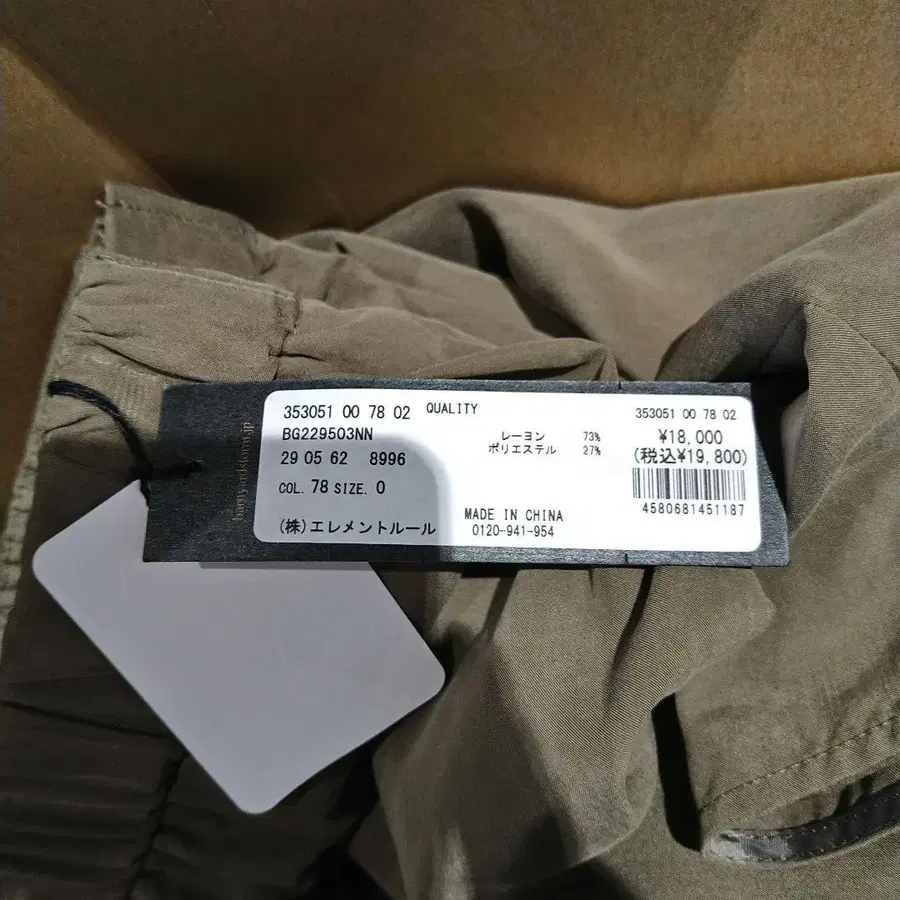 353051 00 78 02 QUALITY
BG229503NN
29 05 62 8996
COL. 78 SIZE. 0
(株)エレメントルール
レーヨン 73%
ポリエステル 27%
MADE IN CHINA
0120-941-954
353051 00 78 02
¥18,000
(税込¥19,800)
4580681451187